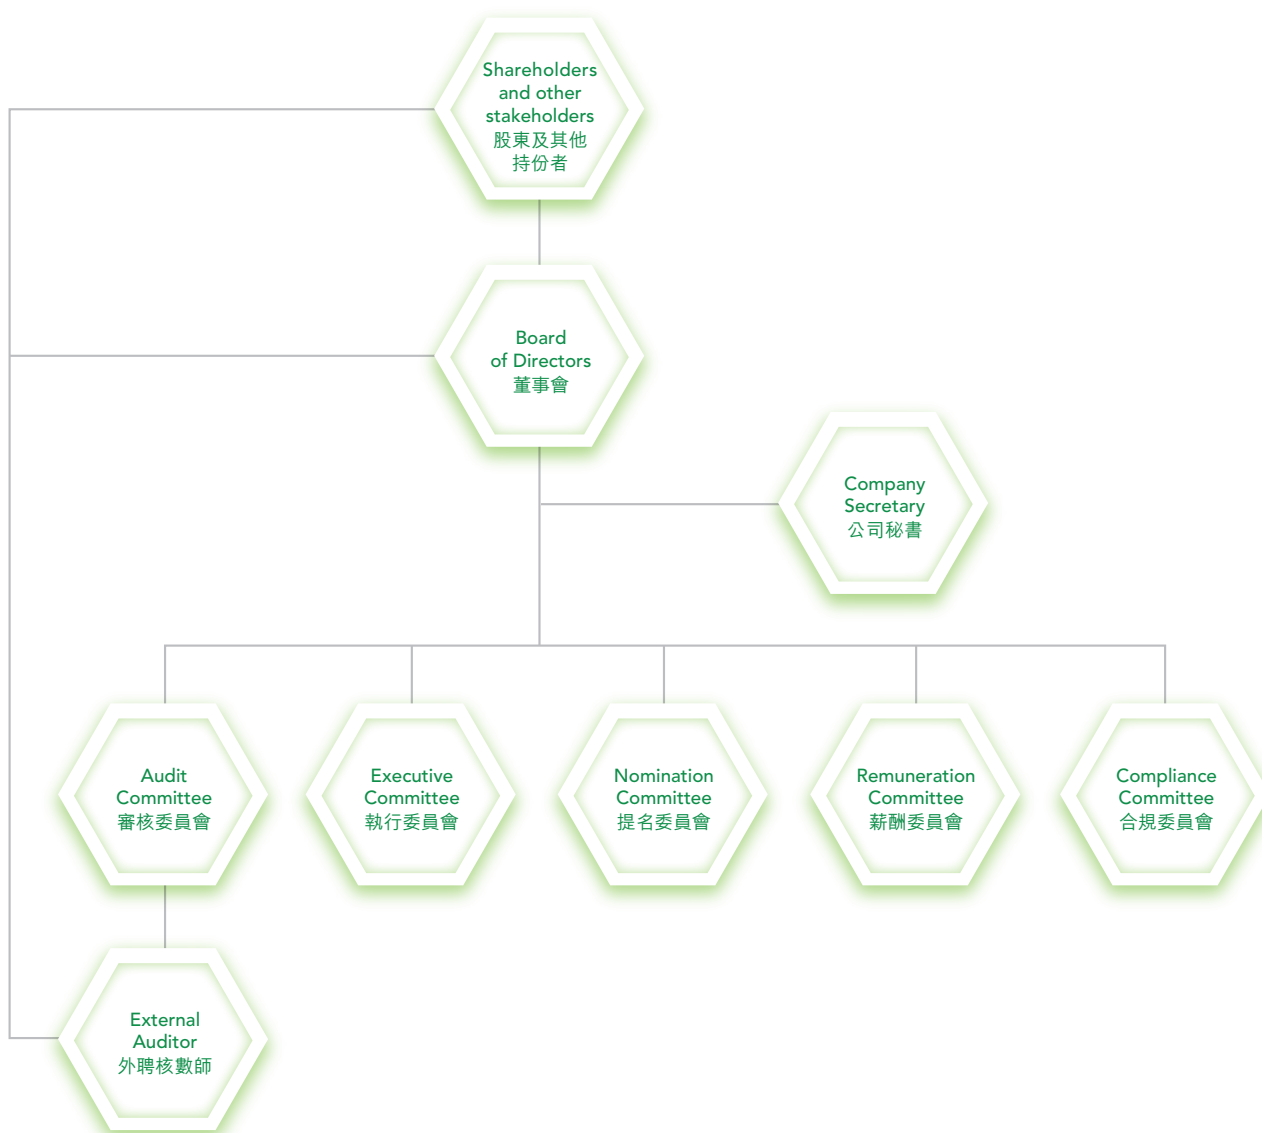 Shareholders
and other
stakeholders
股東及其他
持份者
Board
of Directors
董事會
Company
Secretary
公司秘書
Audit
Committee
審核委員會
Executive
Committee
執行委員會
Nomination
Committee
提名委員會
Remuneration
Committee
薪酬委員會
Compliance
Committee
合規委員會
External
Auditor
外聘核數師